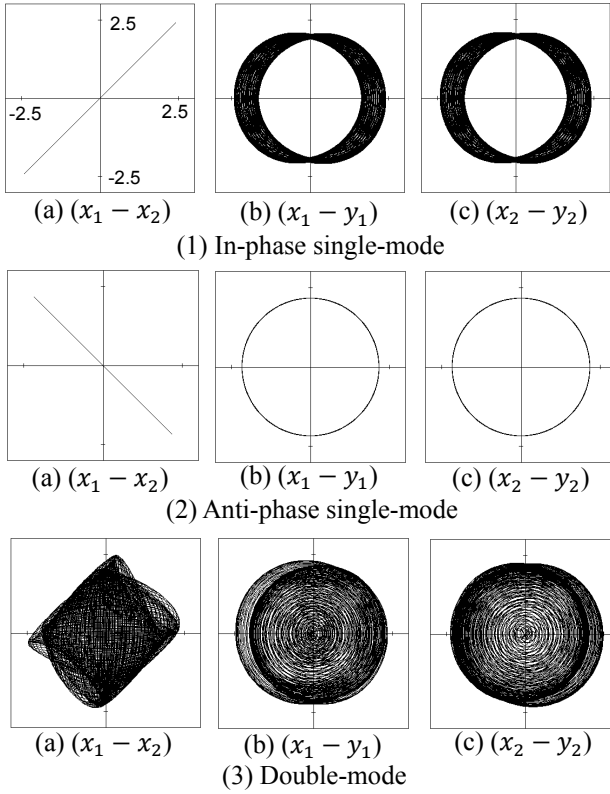 2.5
-2.5
2.5
-2.5
(a) (x₁ − x₂) (b) (x₁ − y₁) (c) (x₂ − y₂)
(1) In-phase single-mode
(a) (x₁ − x₂) (b) (x₁ − y₁) (c) (x₂ − y₂)
(2) Anti-phase single-mode
(a) (x₁ − x₂) (b) (x₁ − y₁) (c) (x₂ − y₂)
(3) Double-mode